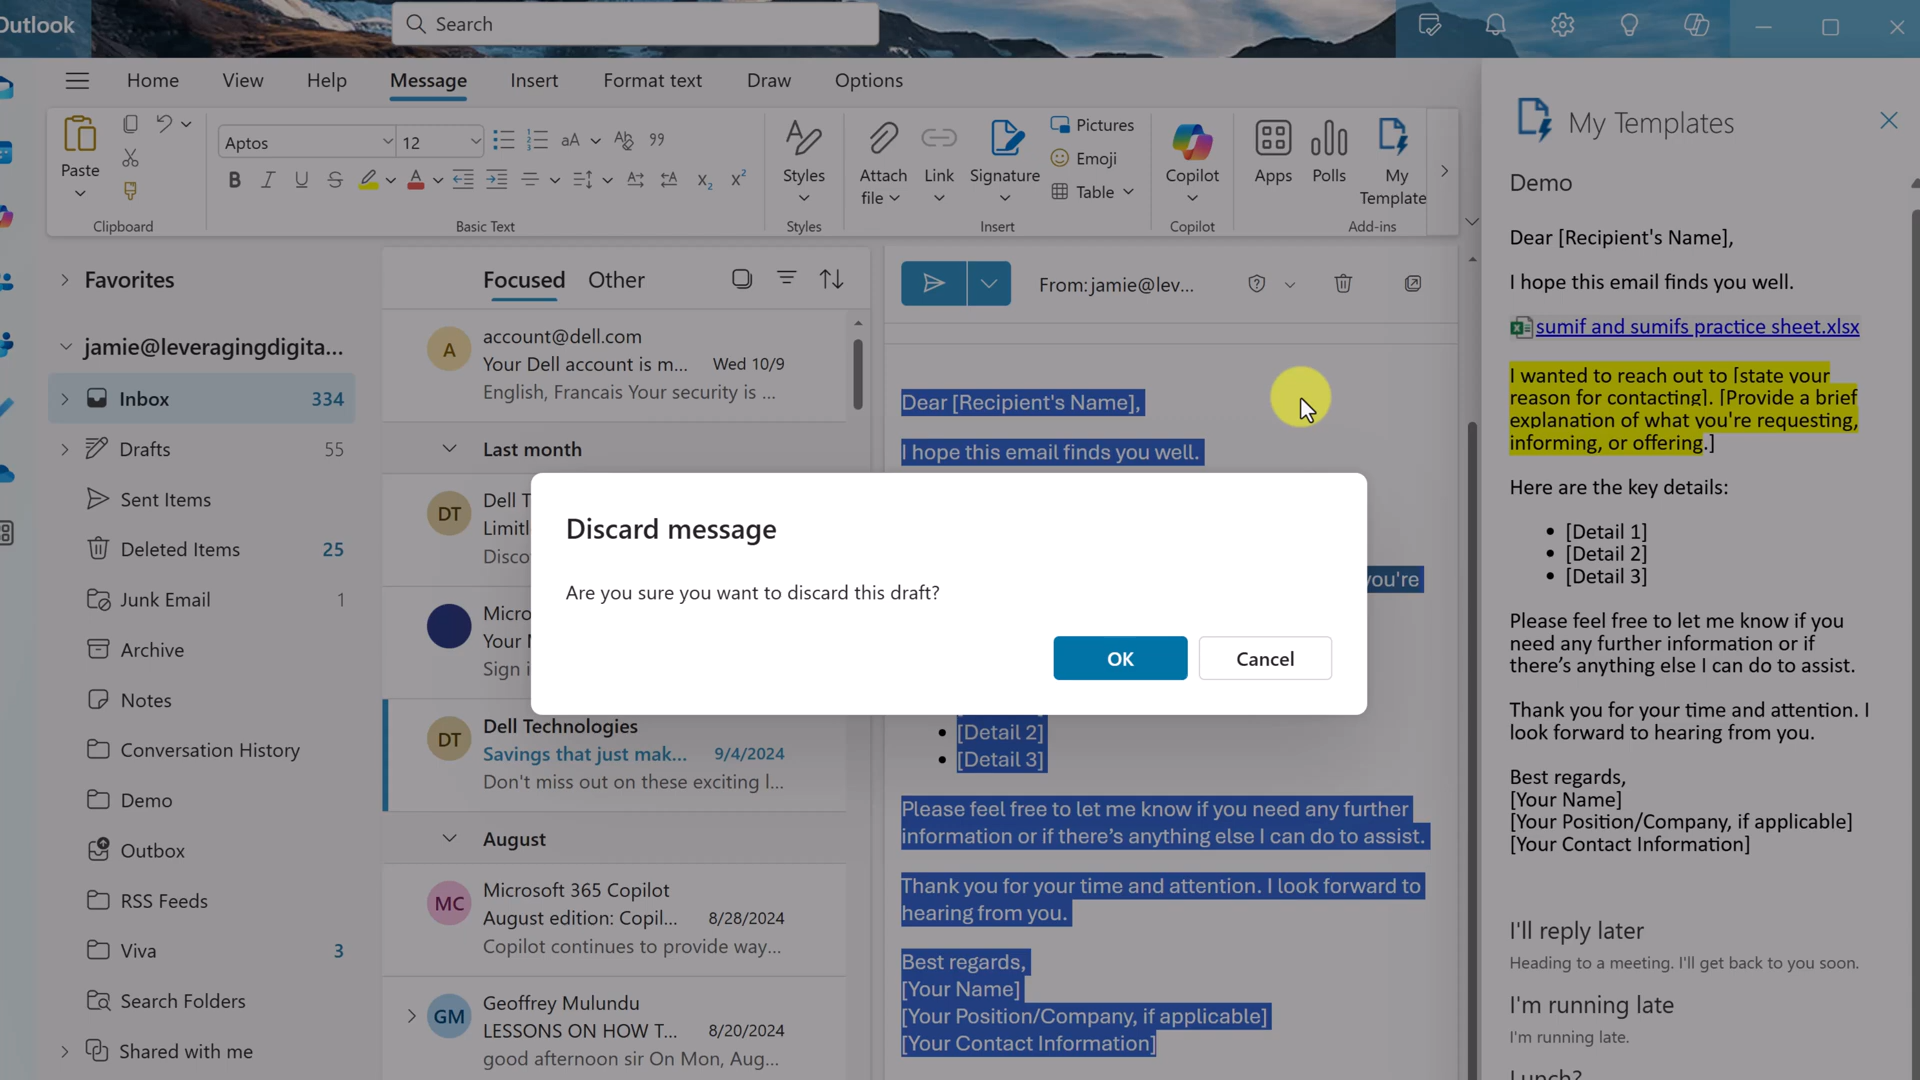 Outlook
Search
Home
View
Help
Message
Insert
Format text
Draw
Options
Paste
Clipboard
Aptos
12
Basic Text
Styles
Styles
Attach
file
Link
Signature
Pictures
Emoji
Table
Insert
Copilot
Copilot
Apps
Polls
My
Template
Add-ins
Favorites
jamie@leveragingdigita...
Inbox 334
Drafts 55
Sent Items
Deleted Items 25
Junk Email 1
Archive
Notes
Conversation History
Demo
Outbox
RSS Feeds
Viva 3
Search Folders
Shared with me
Focused
Other
A
account@dell.com
Your Dell account is m... Wed 10/9
English, Francais Your security is ...
Last month
DT
Dell T
Limitl
Disco
Micro
Your
Sign i
DT
Dell Technologies
Savings that just mak... 9/4/2024
Don't miss out on these exciting l...
August
MC
Microsoft 365 Copilot
August edition: Copil... 8/28/2024
Copilot continues to provide way...
GM
Geoffrey Mulundu
LESSONS ON HOW T... 8/20/2024
good afternoon sir On Mon, Aug...
From: jamie@lev...
Dear [Recipient's Name],
I hope this email finds you well.
you're
Discard message
Are you sure you want to discard this draft?
OK
Cancel
• [Detail 2]
• [Detail 3]
Please feel free to let me know if you need any further
information or if there’s anything else I can do to assist.
Thank you for your time and attention. I look forward to
hearing from you.
Best regards,
[Your Name]
[Your Position/Company, if applicable]
[Your Contact Information]
My Templates
Demo
Dear [Recipient's Name],
I hope this email finds you well.
sumif and sumifs practice sheet.xlsx
I wanted to reach out to [state your
reason for contacting]. [Provide a brief
explanation of what you're requesting,
informing, or offering.]
Here are the key details:
• [Detail 1]
• [Detail 2]
• [Detail 3]
Please feel free to let me know if you
need any further information or if
there’s anything else I can do to assist.
Thank you for your time and attention. I
look forward to hearing from you.
Best regards,
[Your Name]
[Your Position/Company, if applicable]
[Your Contact Information]
I'll reply later
Heading to a meeting. I'll get back to you soon.
I'm running late
I'm running late.
Lunch?